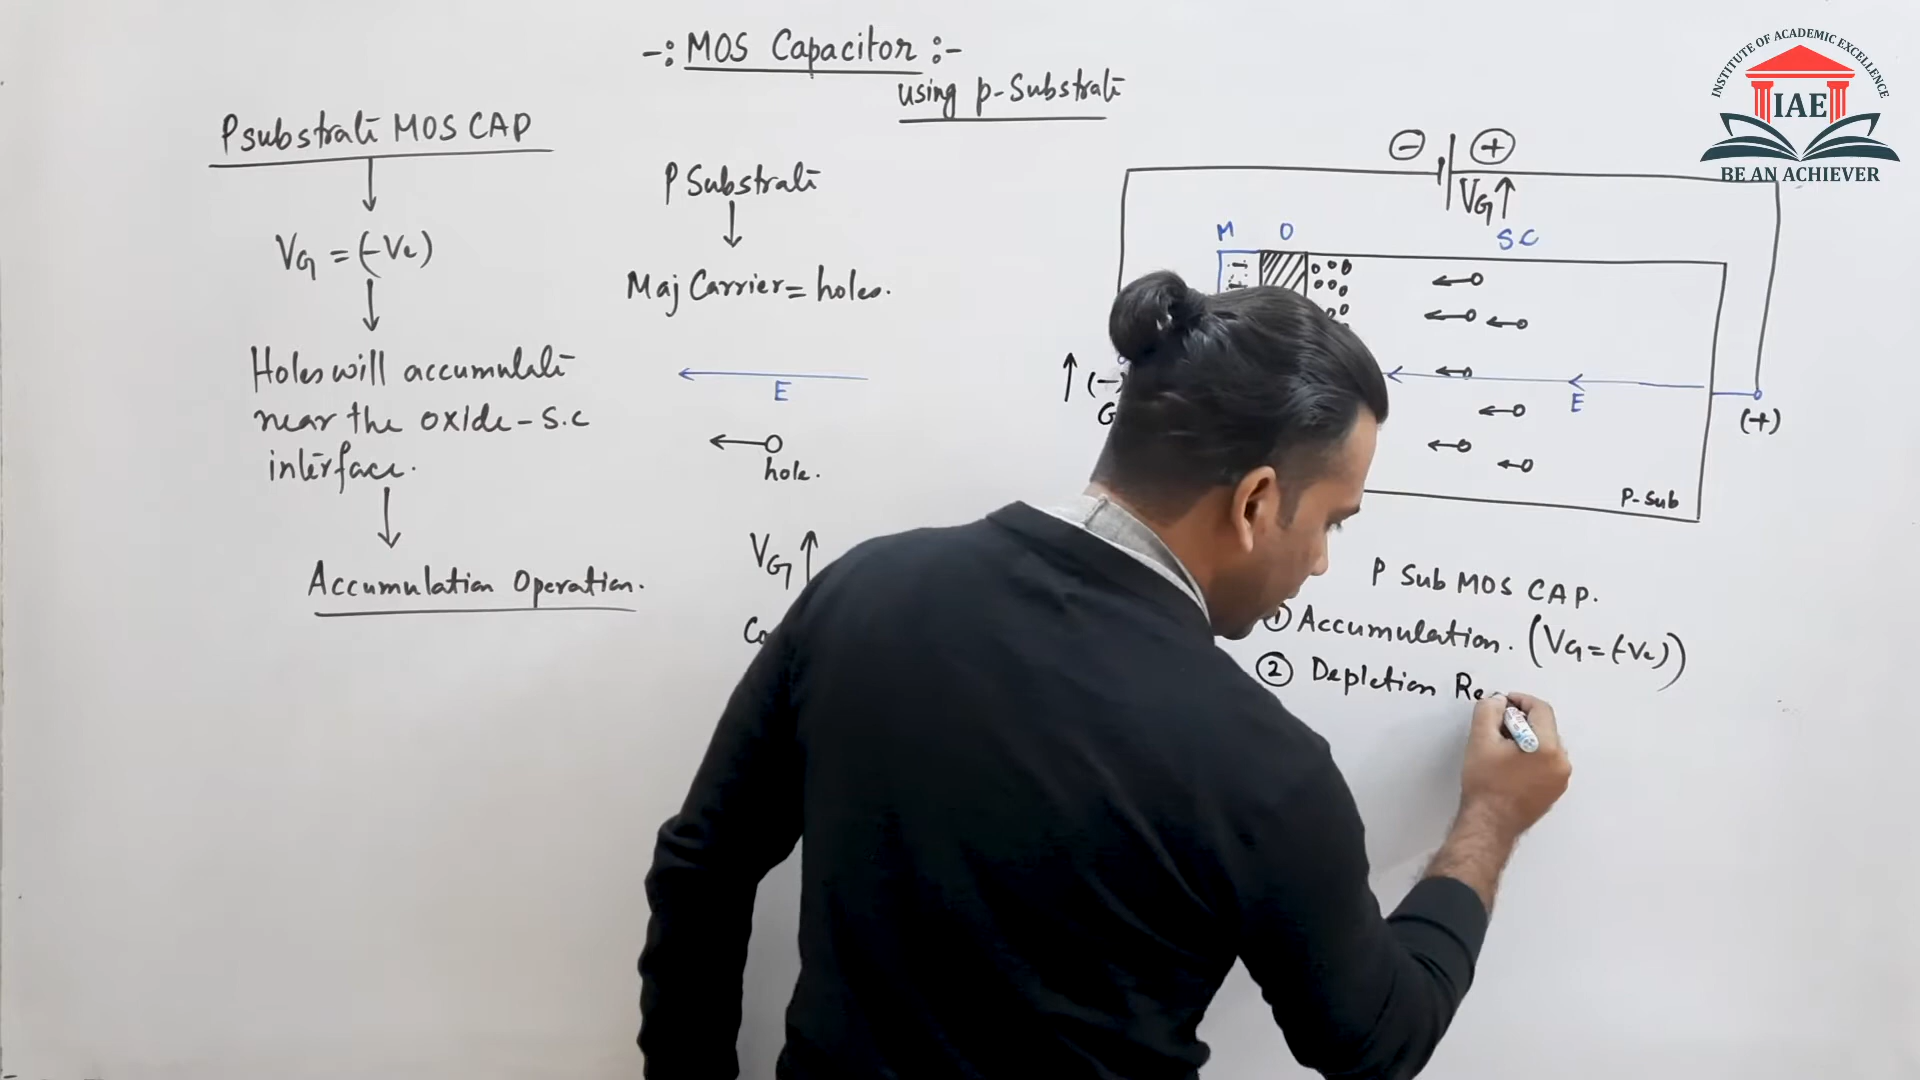 -: MOS Capacitor :-
using p-Substrate
P substrate MOS CAP
VG = (-Ve)
Holes will accumulate
near the oxide-S.C
interface.
Accumulation Operation.
P Substrate
Maj Carrier = holes.
E
hole.
VG ↑
- +
VG ↑
M O SC
(-)
E
(+)
P-Sub
P Sub MOS CAP.
① Accumulation. (VG = (-Ve))
② Depletion Re
INSTITUTE OF ACADEMIC EXCELLENCE
IAE
BE AN ACHIEVER